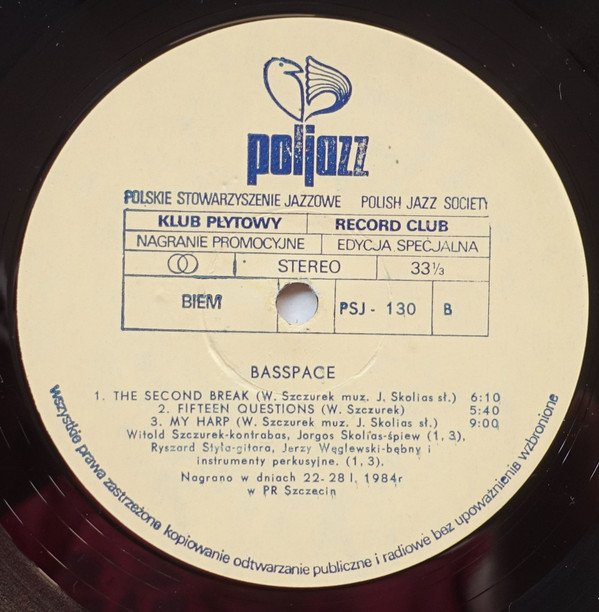 poljazz
POLSKIE STOWARZYSZENIE JAZZOWE POLISH JAZZ SOCIETY
KLUB PŁYTOWY RECORD CLUB
NAGRANIE PROMOCYJNE EDYCJA SPECJALNA
STEREO 33⅓
BIEM PSJ - 130 B
BASSPACE
1. THE SECOND BREAK (W. Szczurek muz. J. Skolias sł.) 6:10
2. FIFTEEN QUESTIONS (W. Szczurek) 5:40
3. MY HARP (W. Szczurek muz. J. Skolias sł.) 9:00
Witold Szczurek-kontrabas, Jorgos Skolias-śpiew (1, 3),
Ryszard Styła-gitara, Jerzy Węglewski-bębny i
instrumenty perkusyjne. (1, 3).
Nagrano w dniach 22-28 I. 1984r
w PR Szczecin
wszystkie prawa zastrzeżone kopiowanie odtwarzanie publiczne i radiowe bez upoważnienia wzbronione